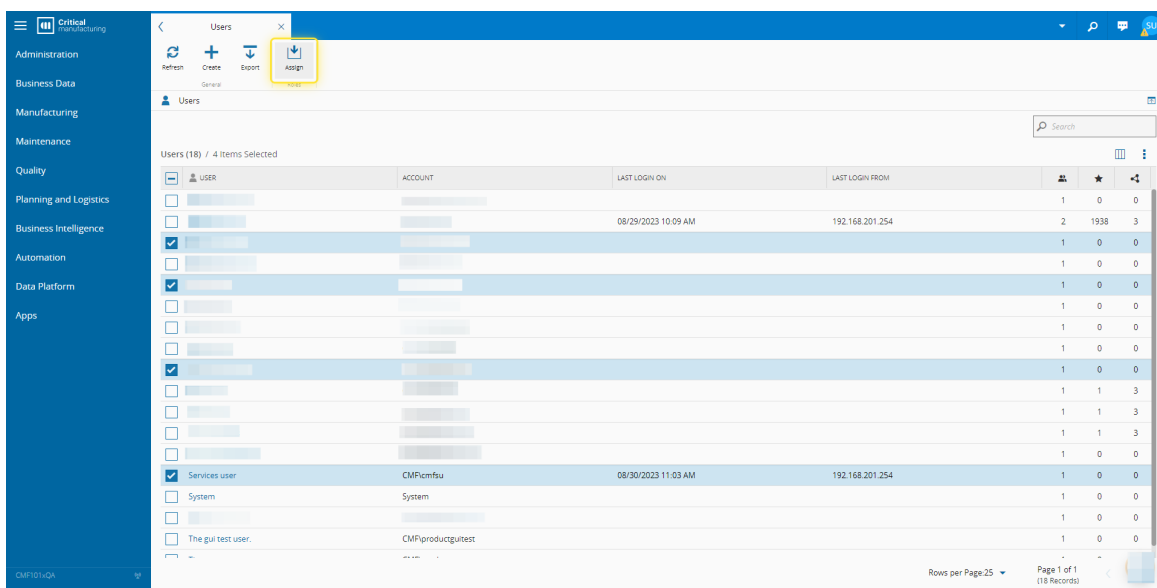 Critical
manufacturing
Users
SU
Administration
Business Data
Manufacturing
Maintenance
Quality
Planning and Logistics
Business Intelligence
Automation
Data Platform
Apps
CMF101vQA
Refresh Create Export Assign
General Roles
Users
Search
Users (18) / 4 Items Selected
USER ACCOUNT LAST LOGIN ON LAST LOGIN FROM
1 0 0
08/29/2023 10:09 AM 192.168.201.254 2 1938 3
1 0 0
1 0 0
1 0 0
1 0 0
1 0 0
1 0 0
1 0 0
1 1 3
1 1 3
1 1 3
1 0 0
Services user CMF\cmfsu 08/30/2023 11:03 AM 192.168.201.254 1 0 0
System System 1 0 0
1 0 0
The gui test user. CMF\productguitest 1 0 0
Rows per Page:25 Page 1 of 1
(18 Records)